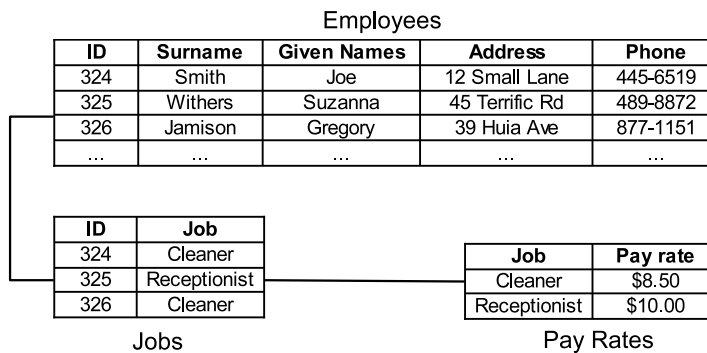 Employees
ID Surname Given Names Address Phone
324 Smith Joe 12 Small Lane 445-6519
325 Withers Suzanna 45 Terrific Rd 489-8872
326 Jamison Gregory 39 Huia Ave 877-1151
... ... ... ... ...
ID Job
324 Cleaner
325 Receptionist
326 Cleaner
Jobs
Job Pay rate
Cleaner $8.50
Receptionist $10.00
Pay Rates